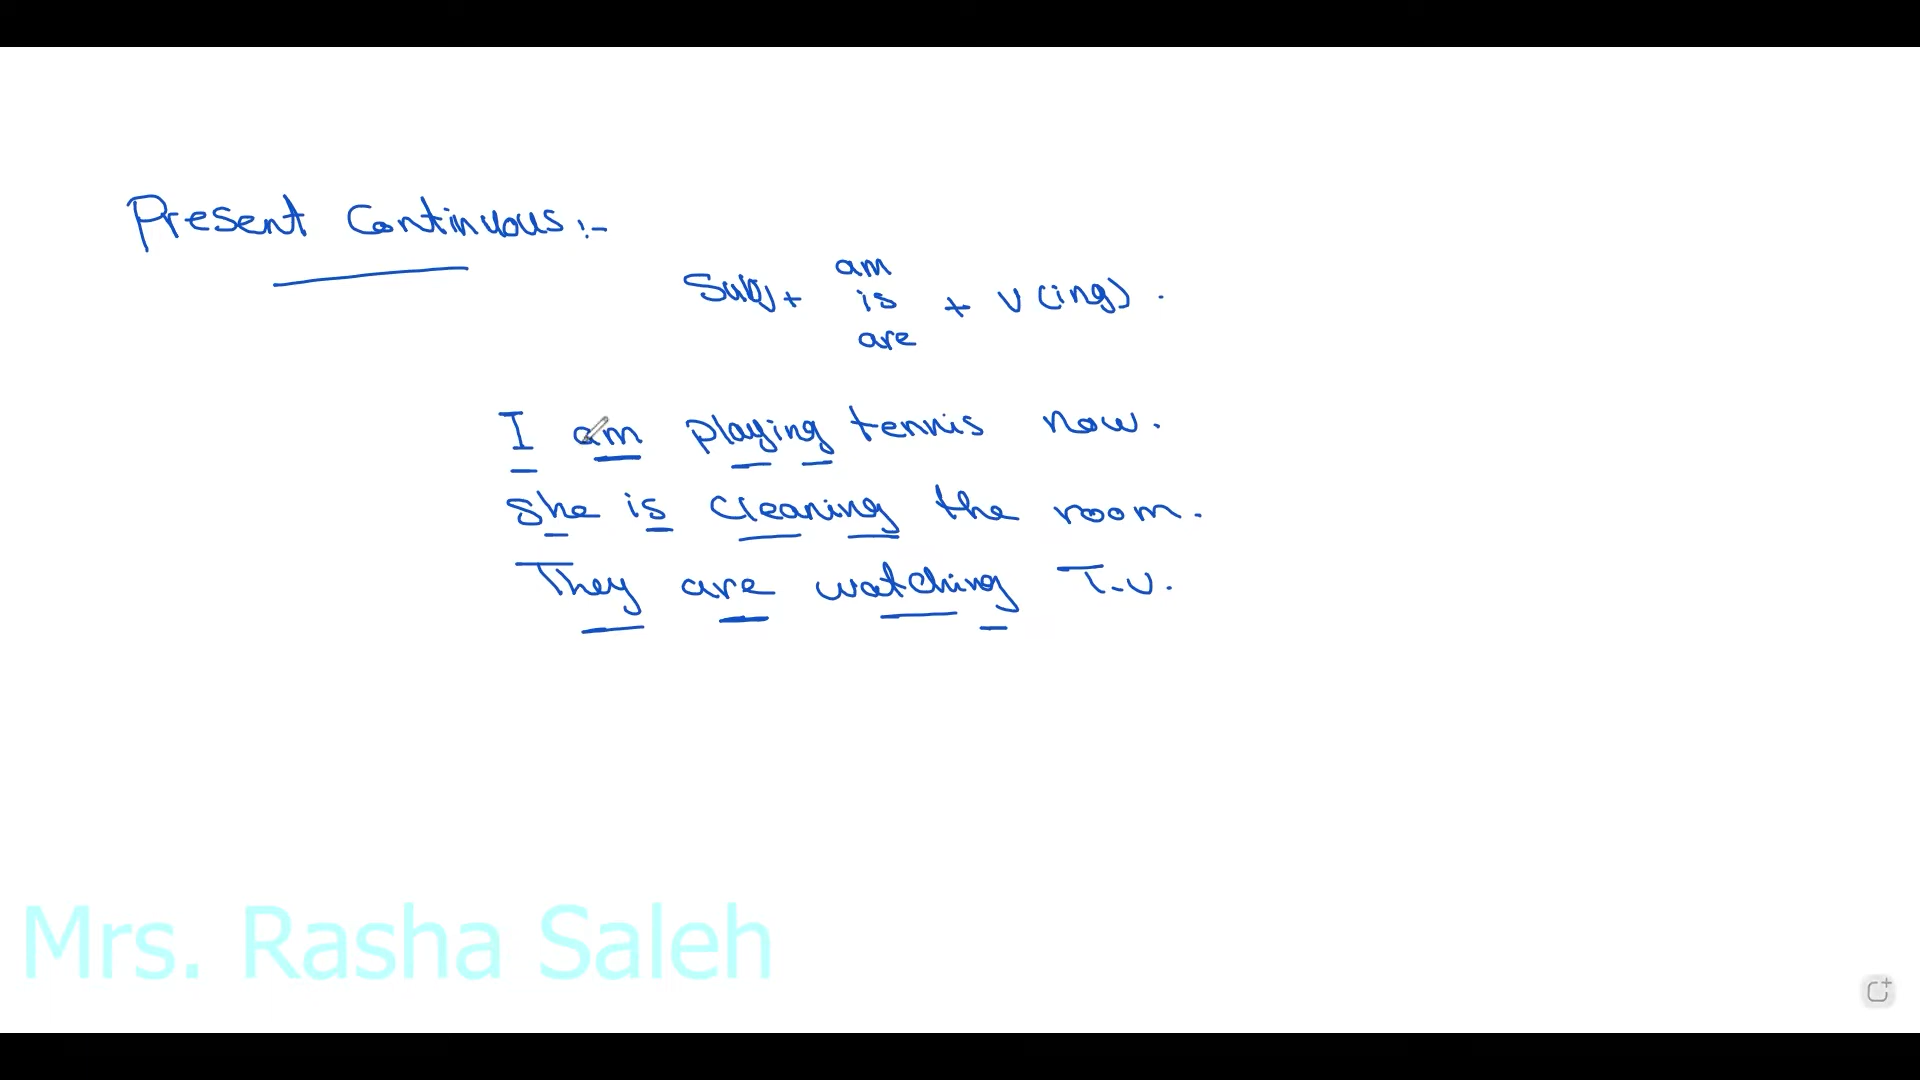 Present Continuous :-
am
Subj + is + V (ing) .
are
I am playing tennis now.
she is cleaning the room.
They are watching T.V.
Mrs. Rasha Saleh